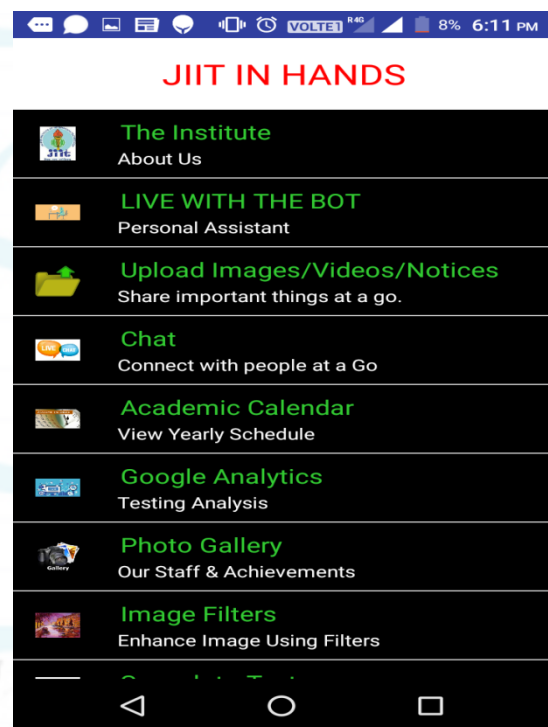 VOLTE1 R4G 8% 6:11 PM
JIIT IN HANDS
The Institute
About Us
LIVE WITH THE BOT
Personal Assistant
Upload Images/Videos/Notices
Share important things at a go.
Chat
Connect with people at a Go
Academic Calendar
View Yearly Schedule
Google Analytics
Testing Analysis
Photo Gallery
Our Staff & Achievements
Image Filters
Enhance Image Using Filters